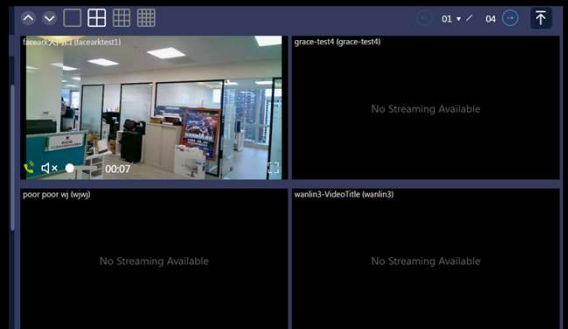 01 04
(facearktest1)
grace-test4 (grace-test4)
No Streaming Available
00:07
poor poor wj (wjwj)
wanlin3-VideoTitle (wanlin3)
No Streaming Available
No Streaming Available